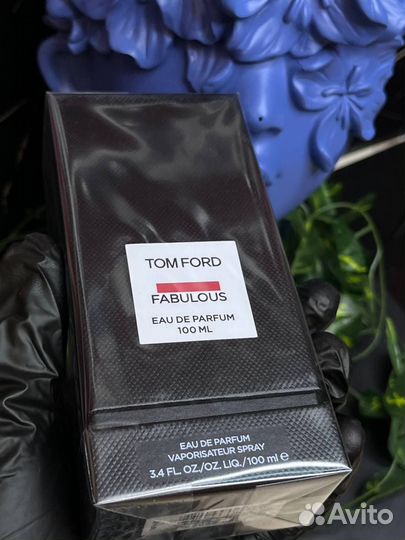 TOM FORD
FABULOUS
EAU DE PARFUM
100 ML
EAU DE PARFUM
VAPORISATEUR SPRAY
3.4 FL. OZ./OZ. LIQ./100 ml ℮
Avito